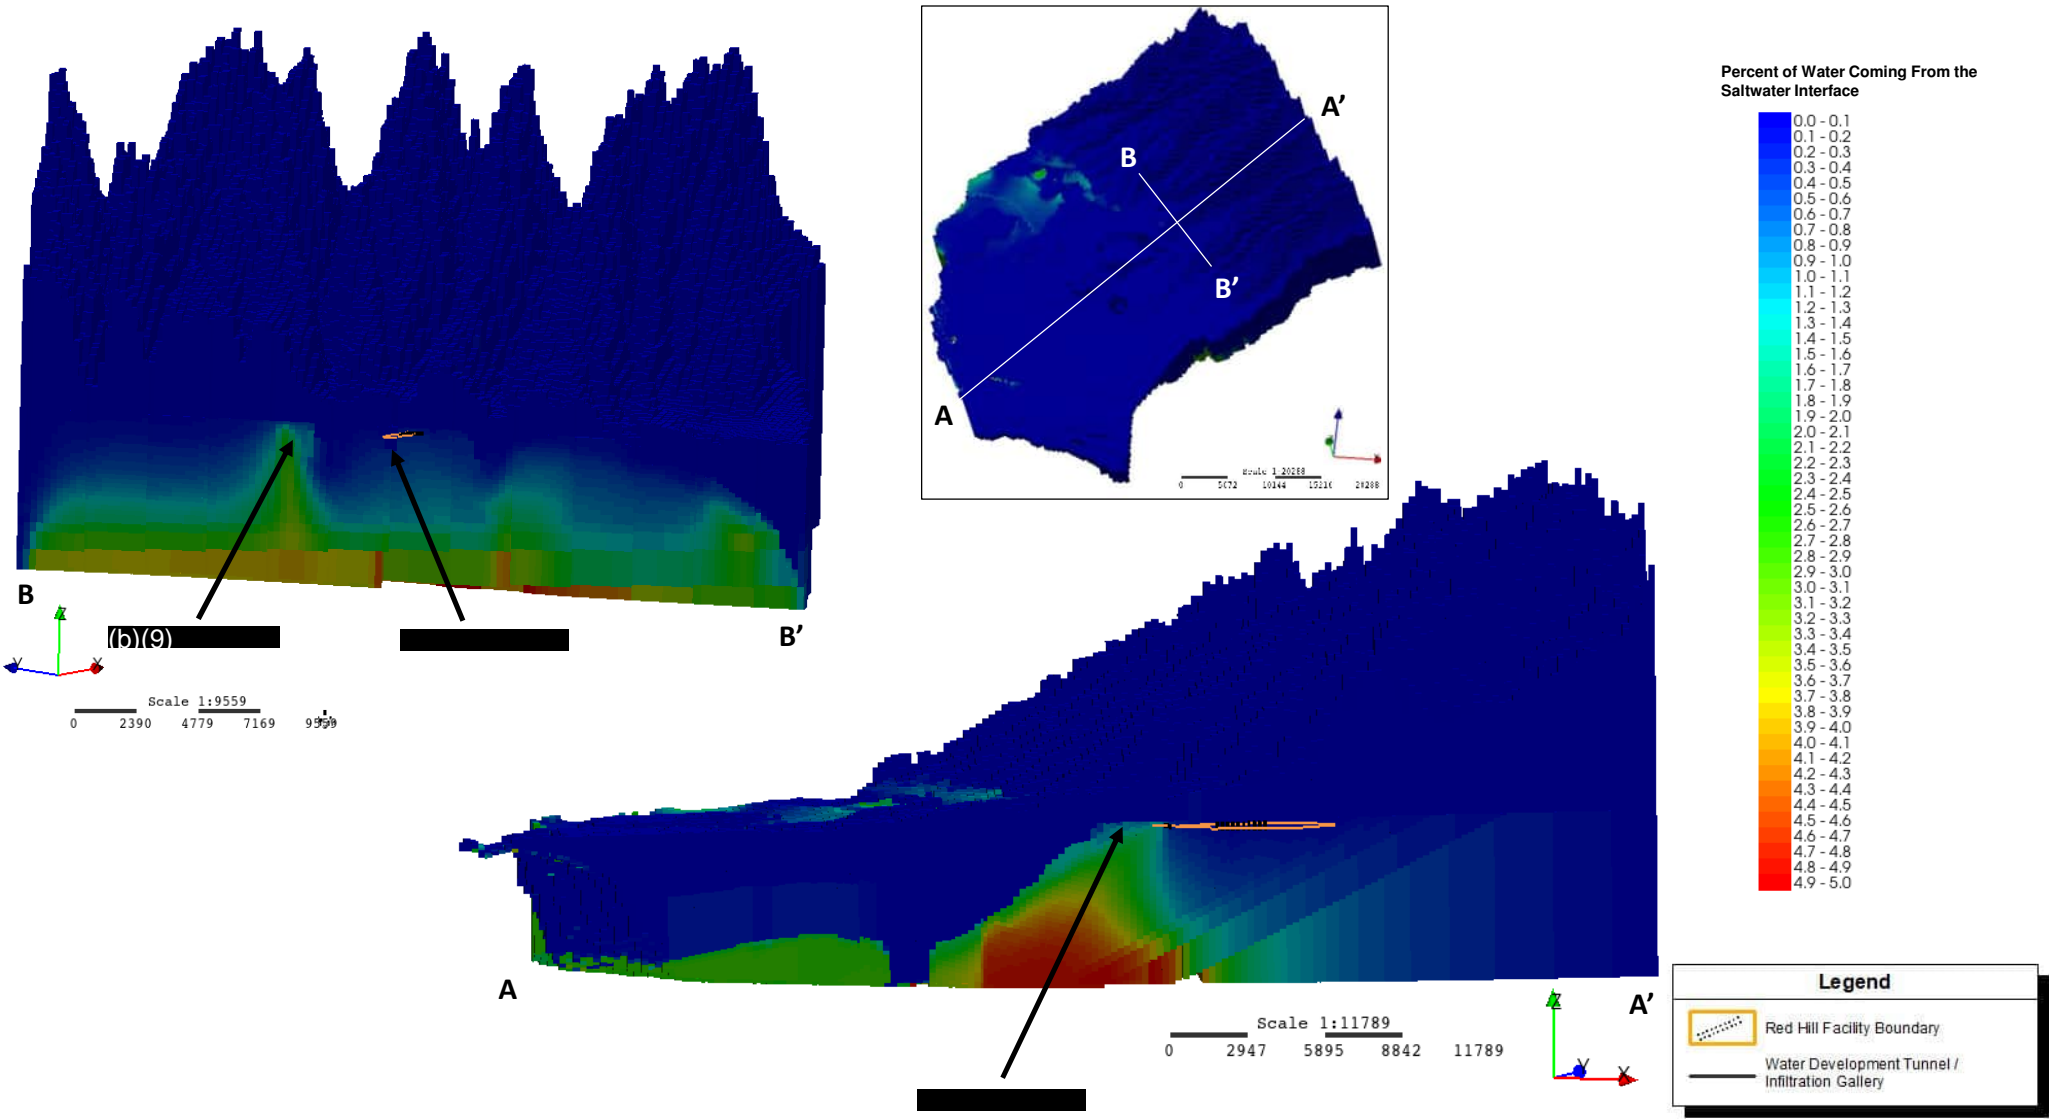 A’
B
B’
A
Scale 1:20288
0 5072 10144 15216 20288
Percent of Water Coming From the
Saltwater Interface
0.0 - 0.1
0.1 - 0.2
0.2 - 0.3
0.3 - 0.4
0.4 - 0.5
0.5 - 0.6
0.6 - 0.7
0.7 - 0.8
0.8 - 0.9
0.9 - 1.0
1.0 - 1.1
1.1 - 1.2
1.2 - 1.3
1.3 - 1.4
1.4 - 1.5
1.5 - 1.6
1.6 - 1.7
1.7 - 1.8
1.8 - 1.9
1.9 - 2.0
2.0 - 2.1
2.1 - 2.2
2.2 - 2.3
2.3 - 2.4
2.4 - 2.5
2.5 - 2.6
2.6 - 2.7
2.7 - 2.8
2.8 - 2.9
2.9 - 3.0
3.0 - 3.1
3.1 - 3.2
3.2 - 3.3
3.3 - 3.4
3.4 - 3.5
3.5 - 3.6
3.6 - 3.7
3.7 - 3.8
3.8 - 3.9
3.9 - 4.0
4.0 - 4.1
4.1 - 4.2
4.2 - 4.3
4.3 - 4.4
4.4 - 4.5
4.5 - 4.6
4.6 - 4.7
4.7 - 4.8
4.8 - 4.9
4.9 - 5.0
B
B’
(b)(9)
Z
Y
Scale 1:9559
0 2390 4779 7169 9559
A
A’
Scale 1:11789
0 2947 5895 8842 11789
Z
Y
X
Legend
Red Hill Facility Boundary
Water Development Tunnel /
Infiltration Gallery